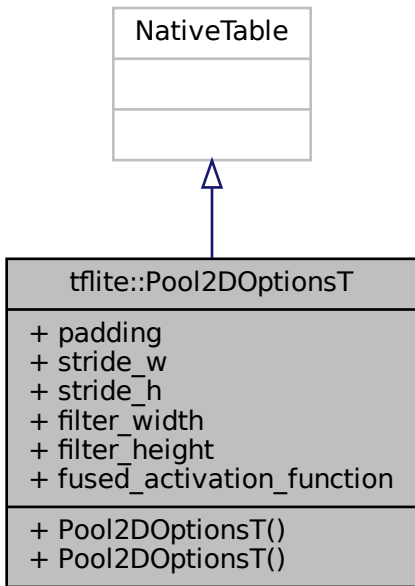 NativeTable
tflite::Pool2DOptionsT
+ padding
+ stride_w
+ stride_h
+ filter_width
+ filter_height
+ fused_activation_function
+ Pool2DOptionsT()
+ Pool2DOptionsT()